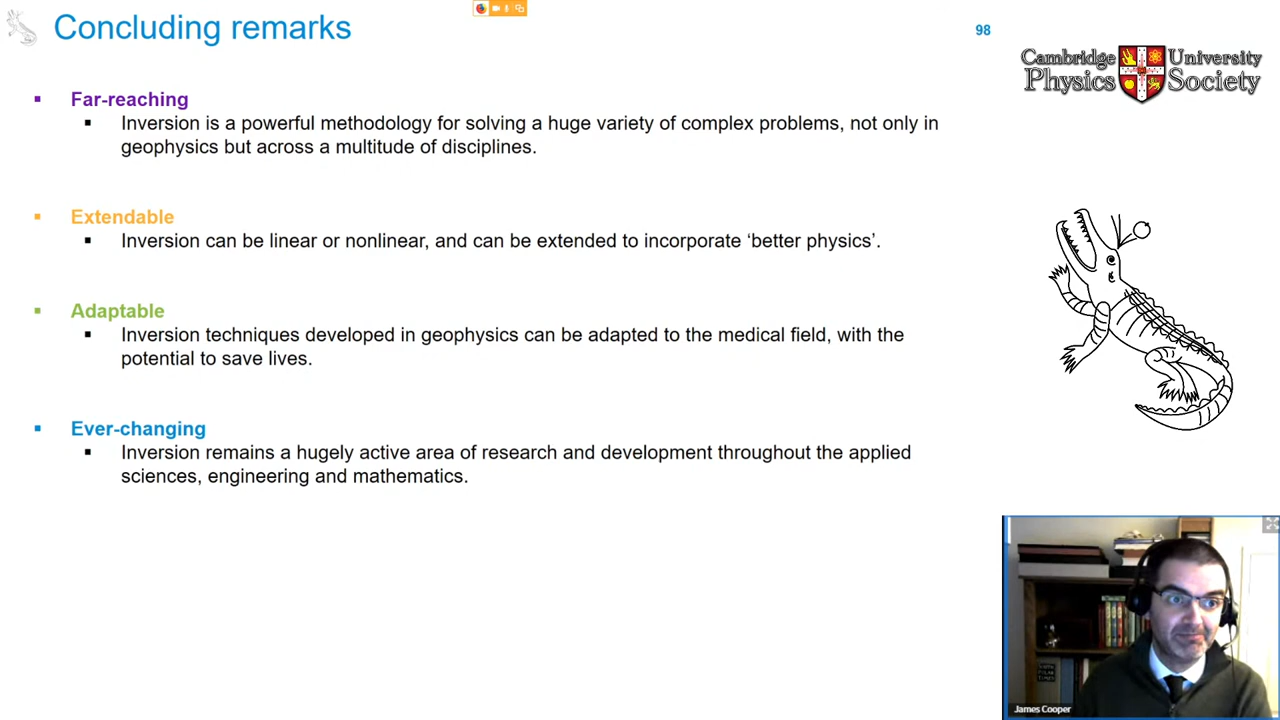 Concluding remarks
98
Cambridge University
Physics Society
Far-reaching
Inversion is a powerful methodology for solving a huge variety of complex problems, not only in
geophysics but across a multitude of disciplines.
Extendable
Inversion can be linear or nonlinear, and can be extended to incorporate ‘better physics’.
Adaptable
Inversion techniques developed in geophysics can be adapted to the medical field, with the
potential to save lives.
Ever-changing
Inversion remains a hugely active area of research and development throughout the applied
sciences, engineering and mathematics.
James Cooper